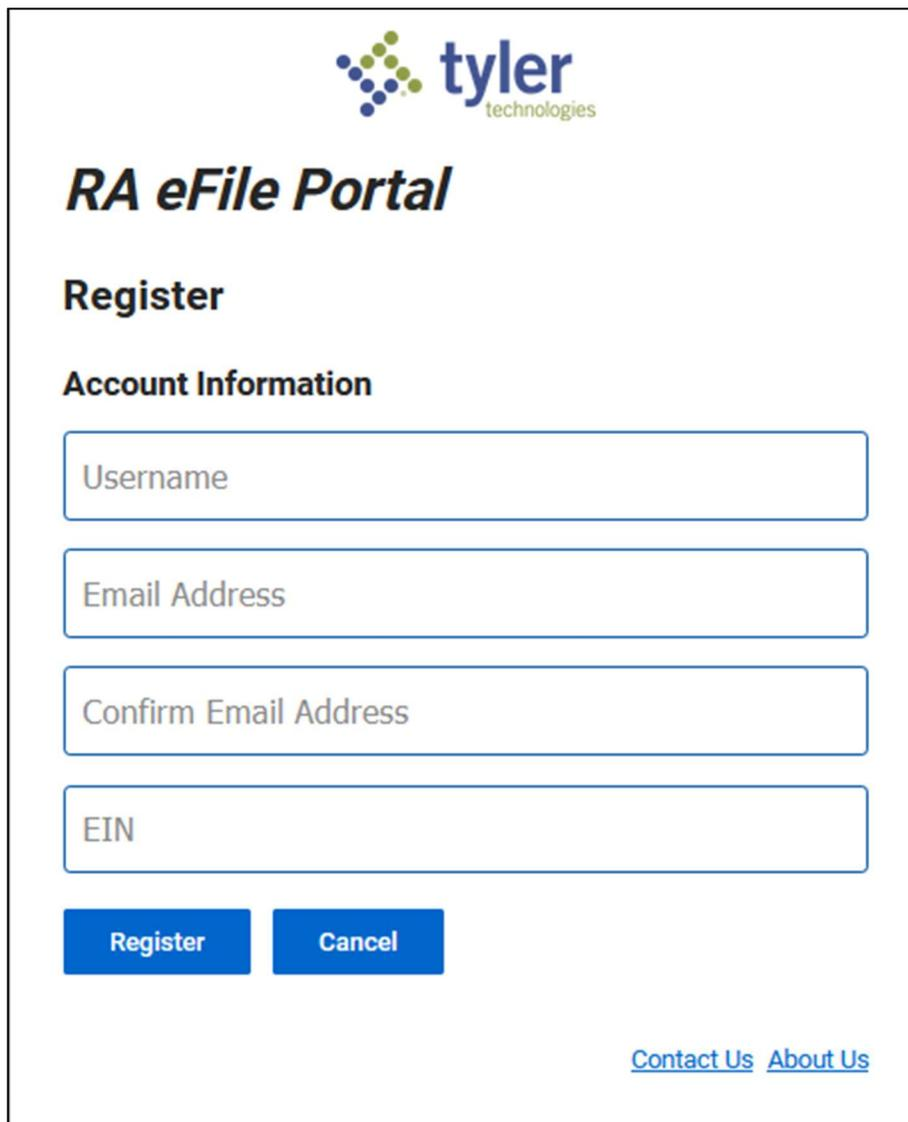 tyler
technologies
RA eFile Portal
Register
Account Information
Username
Email Address
Confirm Email Address
EIN
Register Cancel
Contact Us About Us